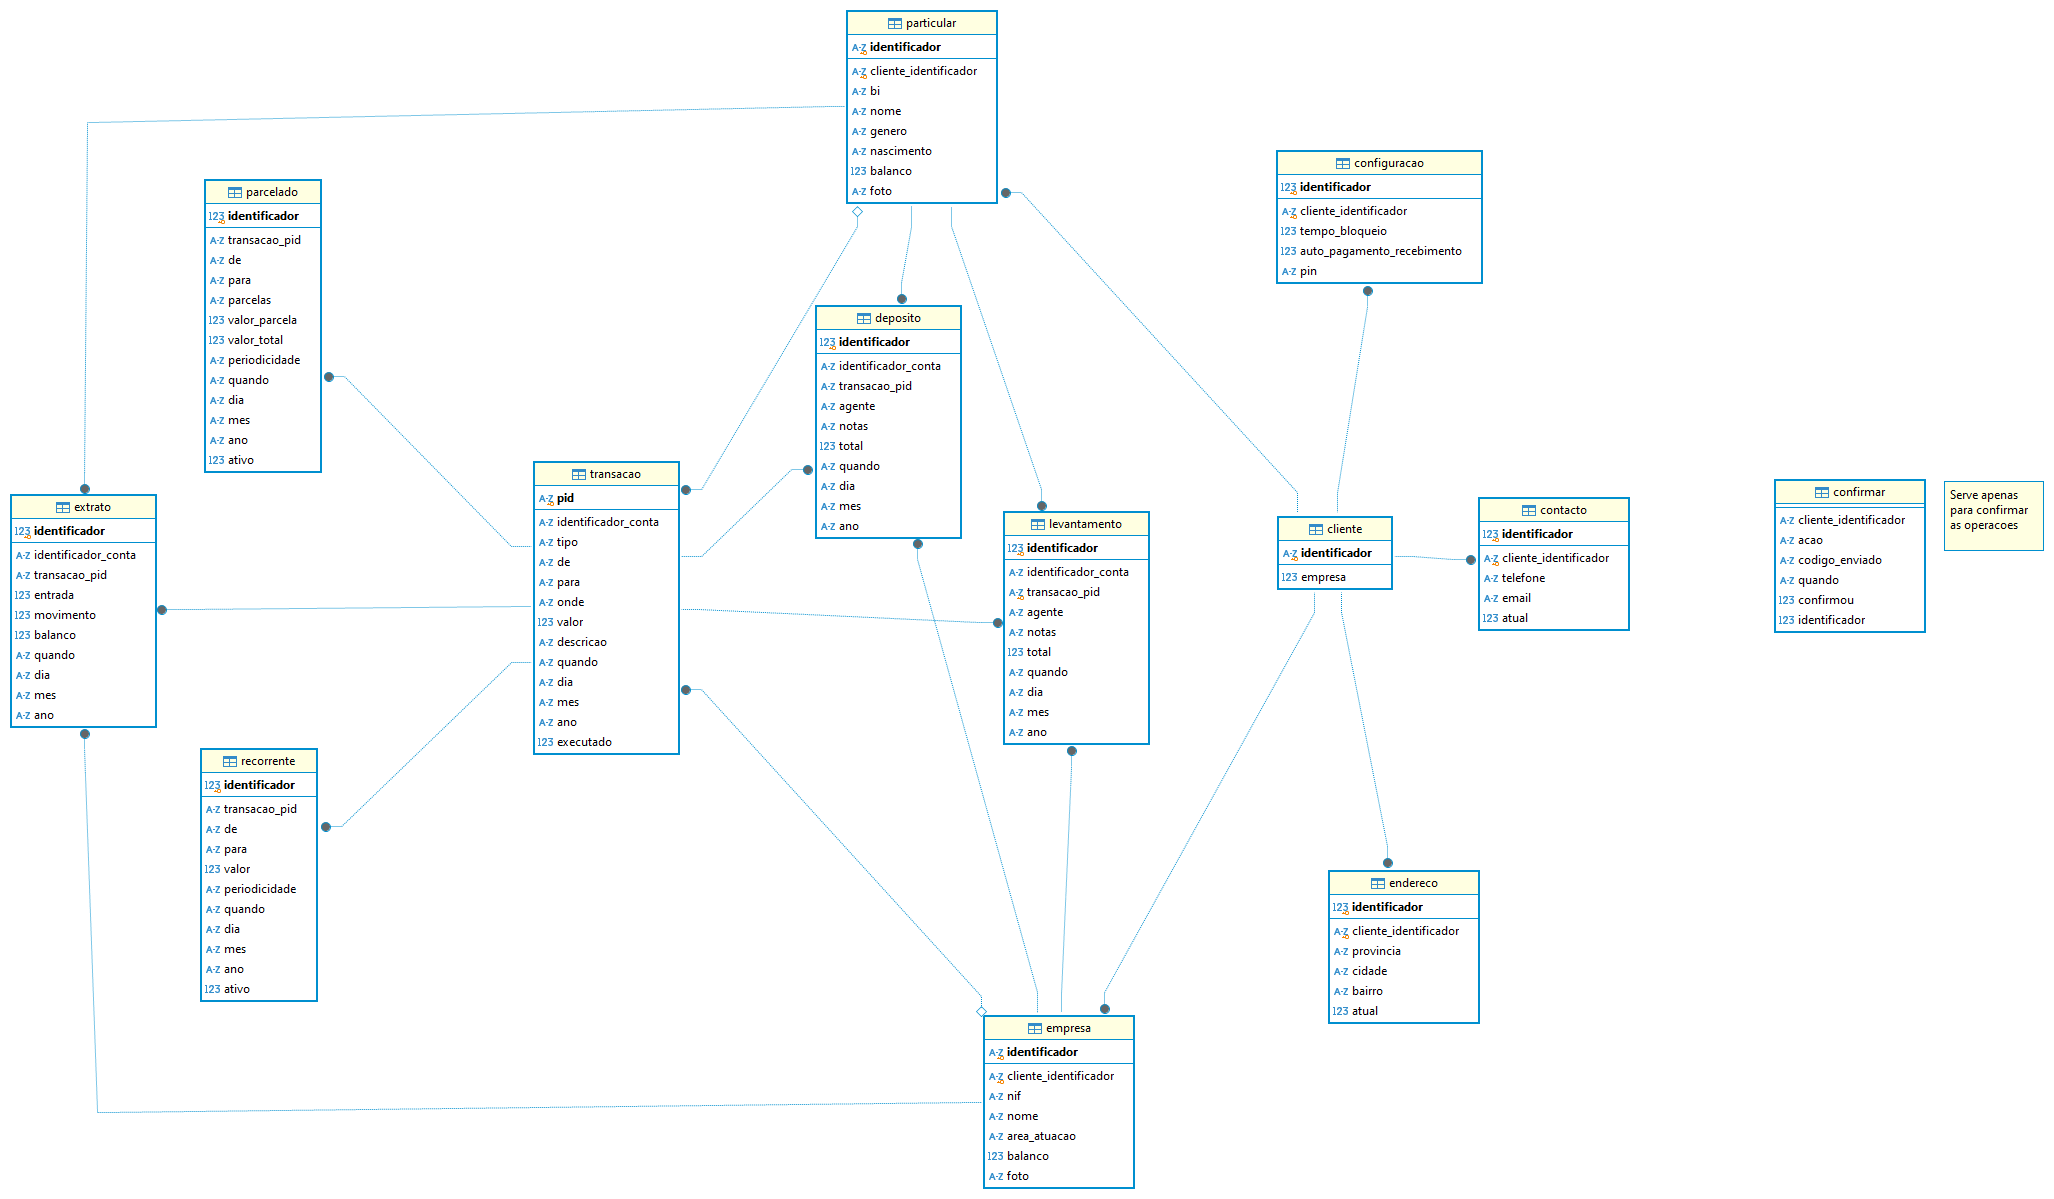 particular
A-Z identificador
A-Z cliente_identificador
A-Z bi
A-Z nome
A-Z genero
A-Z nascimento
123 balanco
A-Z foto
configuracao
123 identificador
A-Z cliente_identificador
123 tempo_bloqueio
123 auto_pagamento_recebimento
A-Z pin
parcelado
123 identificador
A-Z transacao_pid
A-Z de
A-Z para
A-Z parcelas
123 valor_parcela
123 valor_total
A-Z periodicidade
A-Z quando
A-Z dia
A-Z mes
A-Z ano
123 ativo
deposito
123 identificador
A-Z identificador_conta
A-Z transacao_pid
A-Z agente
A-Z notas
123 total
A-Z quando
A-Z dia
A-Z mes
A-Z ano
transacao
A-Z pid
A-Z identificador_conta
A-Z tipo
A-Z de
A-Z para
A-Z onde
123 valor
A-Z descricao
A-Z quando
A-Z dia
A-Z mes
A-Z ano
123 executado
extrato
123 identificador
A-Z identificador_conta
A-Z transacao_pid
123 entrada
123 movimento
123 balanco
A-Z quando
A-Z dia
A-Z mes
A-Z ano
levantamento
123 identificador
A-Z identificador_conta
A-Z transacao_pid
A-Z agente
A-Z notas
123 total
A-Z quando
A-Z dia
A-Z mes
A-Z ano
cliente
A-Z identificador
123 empresa
contacto
123 identificador
A-Z cliente_identificador
A-Z telefone
A-Z email
123 atual
confirmar
A-Z cliente_identificador
A-Z acao
A-Z codigo_enviado
A-Z quando
123 confirmou
123 identificador
Serve apenas
para confirmar
as operacoes
recorrente
123 identificador
A-Z transacao_pid
A-Z de
A-Z para
123 valor
A-Z periodicidade
A-Z quando
A-Z dia
A-Z mes
A-Z ano
123 ativo
endereco
123 identificador
A-Z cliente_identificador
A-Z provincia
A-Z cidade
A-Z bairro
123 atual
empresa
A-Z identificador
A-Z cliente_identificador
A-Z nif
A-Z nome
A-Z area_atuacao
123 balanco
A-Z foto